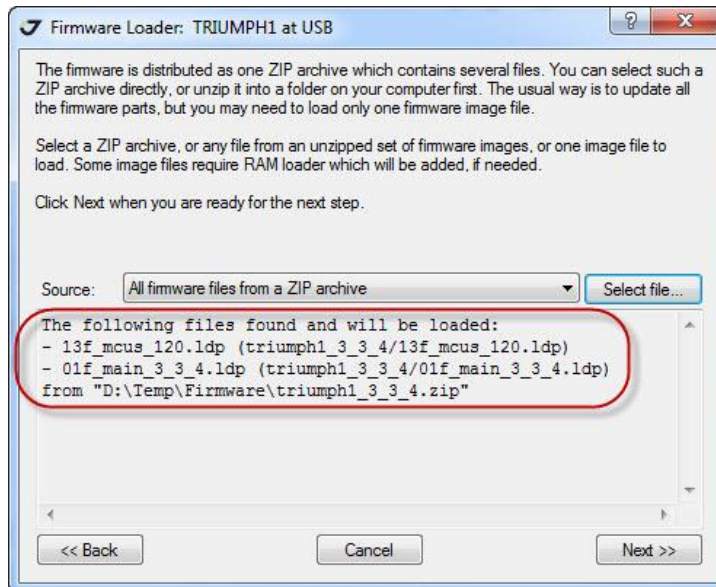 Firmware Loader: TRIUMPH1 at USB
The firmware is distributed as one ZIP archive which contains several files. You can select such a
ZIP archive directly, or unzip it into a folder on your computer first. The usual way is to update all
the firmware parts, but you may need to load only one firmware image file.
Select a ZIP archive, or any file from an unzipped set of firmware images, or one image file to
load. Some image files require RAM loader which will be added, if needed.
Click Next when you are ready for the next step.
Source: All firmware files from a ZIP archive Select file...
The following files found and will be loaded:
- 13f_mcus_120.ldp (triumph1_3_3_4/13f_mcus_120.ldp)
- 01f_main_3_3_4.ldp (triumph1_3_3_4/01f_main_3_3_4.ldp)
from "D:\Temp\Firmware\triumph1_3_3_4.zip"
<< Back Cancel Next >>